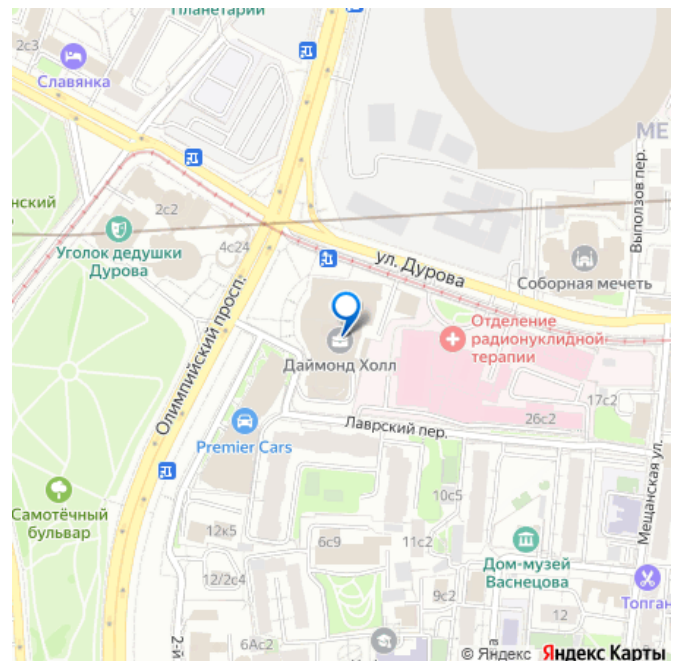 Планетарий
2с3
Славянка
МЕ
Выползов пер.
нский
2с2
Уголок дедушки
Дурова
4с24
ул. Дурова
Соборная мечеть
Олимпийский просп.
Даймонд Холл
Отделение
радионуклидной
терапии
17с2
26с2
Лаврский пер.
Premier Cars
Мещанская ул.
Самотёчный
бульвар
10с5
12к5
6с9
11с2
Дом-музей
Васнецова
12/2с4
9с2
Топган
12
2-й
6Ас2
© Яндекс Яндекс Карты